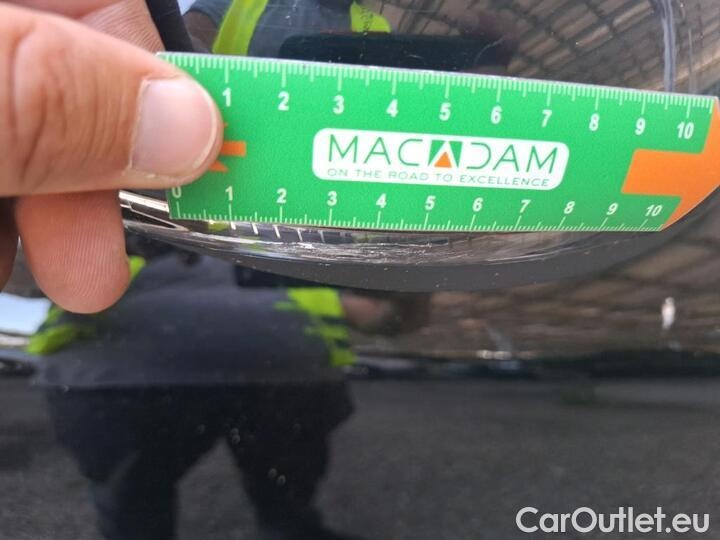 1 2 3 4 5 6 7 8 9 10
MACADAM
ON THE ROAD TO EXCELLENCE
0 1 2 3 4 5 6 7 8 9 10
CarOutlet.eu